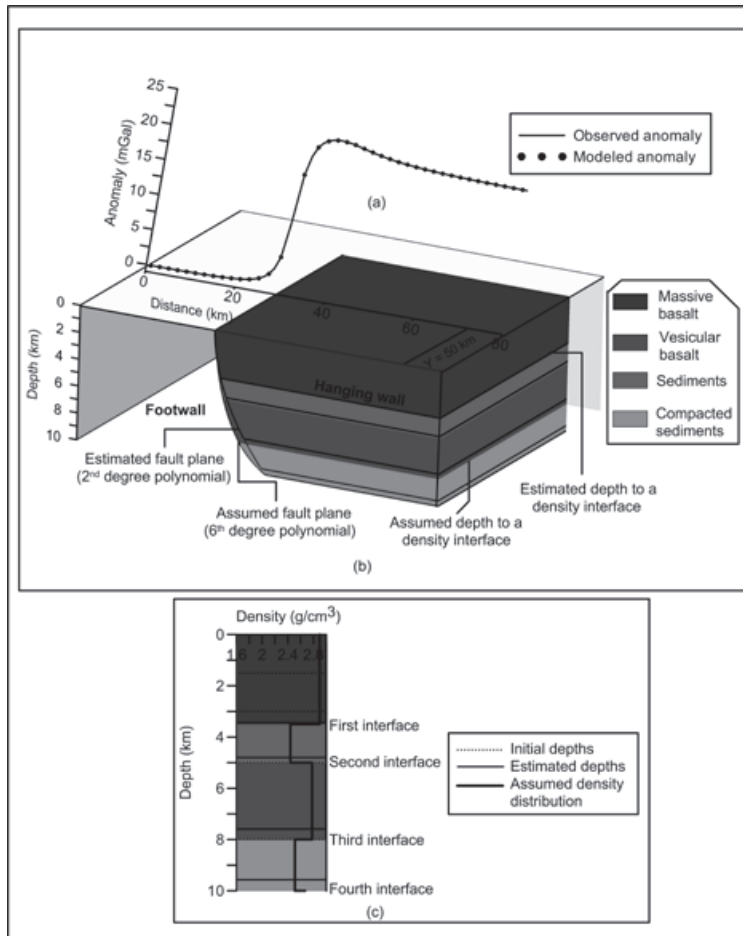 25
20
15
10
5
0
Anomaly (mGal)
Observed anomaly
Modeled anomaly
(a)
0
20
40
60
80
Distance (km)
Y = 50 km
0
2
4
6
8
10
Depth (km)
Hanging wall
Footwall
Massive
basalt
Vesicular
basalt
Sediments
Compacted
sediments
Estimated fault plane
(2nd degree polynomial)
Assumed fault plane
(6th degree polynomial)
Estimated depth to a
density interface
Assumed depth to a
density interface
(b)
Density (g/cm3)
1.6 2 2.4 2.8
0
2
4
6
8
10
Depth (km)
First interface
Second interface
Third interface
Fourth interface
Initial depths
Estimated depths
Assumed density
distribution
(c)